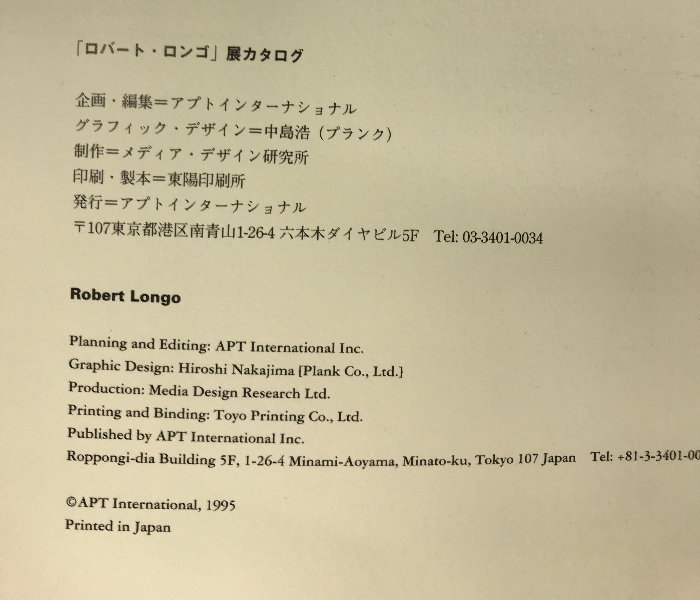 「ロバート・ロンゴ」展カタログ
企画・編集＝アプトインターナショナル
グラフィック・デザイン＝中島浩（プランク）
制作＝メディア・デザイン研究所
印刷・製本＝東陽印刷所
発行＝アプトインターナショナル
〒107東京都港区南青山1-26-4 六本木ダイヤビル5F Tel: 03-3401-0034
Robert Longo
Planning and Editing: APT International Inc.
Graphic Design: Hiroshi Nakajima [Plank Co., Ltd.}
Production: Media Design Research Ltd.
Printing and Binding: Toyo Printing Co., Ltd.
Published by APT International Inc.
Roppongi-dia Building 5F, 1-26-4 Minami-Aoyama, Minato-ku, Tokyo 107 Japan Tel: +81-3-3401-00
©APT International, 1995
Printed in Japan